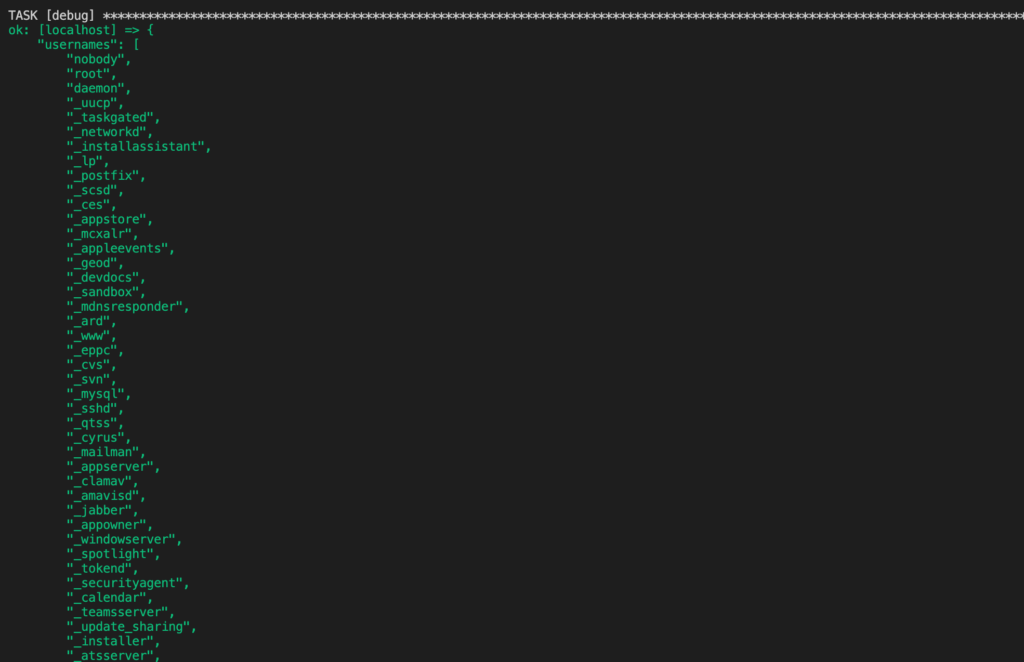 TASK [debug] ******************************************************************************************************************************
ok: [localhost] => {
    "usernames": [
        "nobody",
        "root",
        "daemon",
        "_uucp",
        "_taskgated",
        "_networkd",
        "_installassistant",
        "_lp",
        "_postfix",
        "_scsd",
        "_ces",
        "_appstore",
        "_mcxalr",
        "_appleevents",
        "_geod",
        "_devdocs",
        "_sandbox",
        "_mdnsresponder",
        "_ard",
        "_www",
        "_eppc",
        "_cvs",
        "_svn",
        "_mysql",
        "_sshd",
        "_qtss",
        "_cyrus",
        "_mailman",
        "_appserver",
        "_clamav",
        "_amavisd",
        "_jabber",
        "_appowner",
        "_windowserver",
        "_spotlight",
        "_tokend",
        "_securityagent",
        "_calendar",
        "_teamsserver",
        "_update_sharing",
        "_installer",
        "_atsserver",